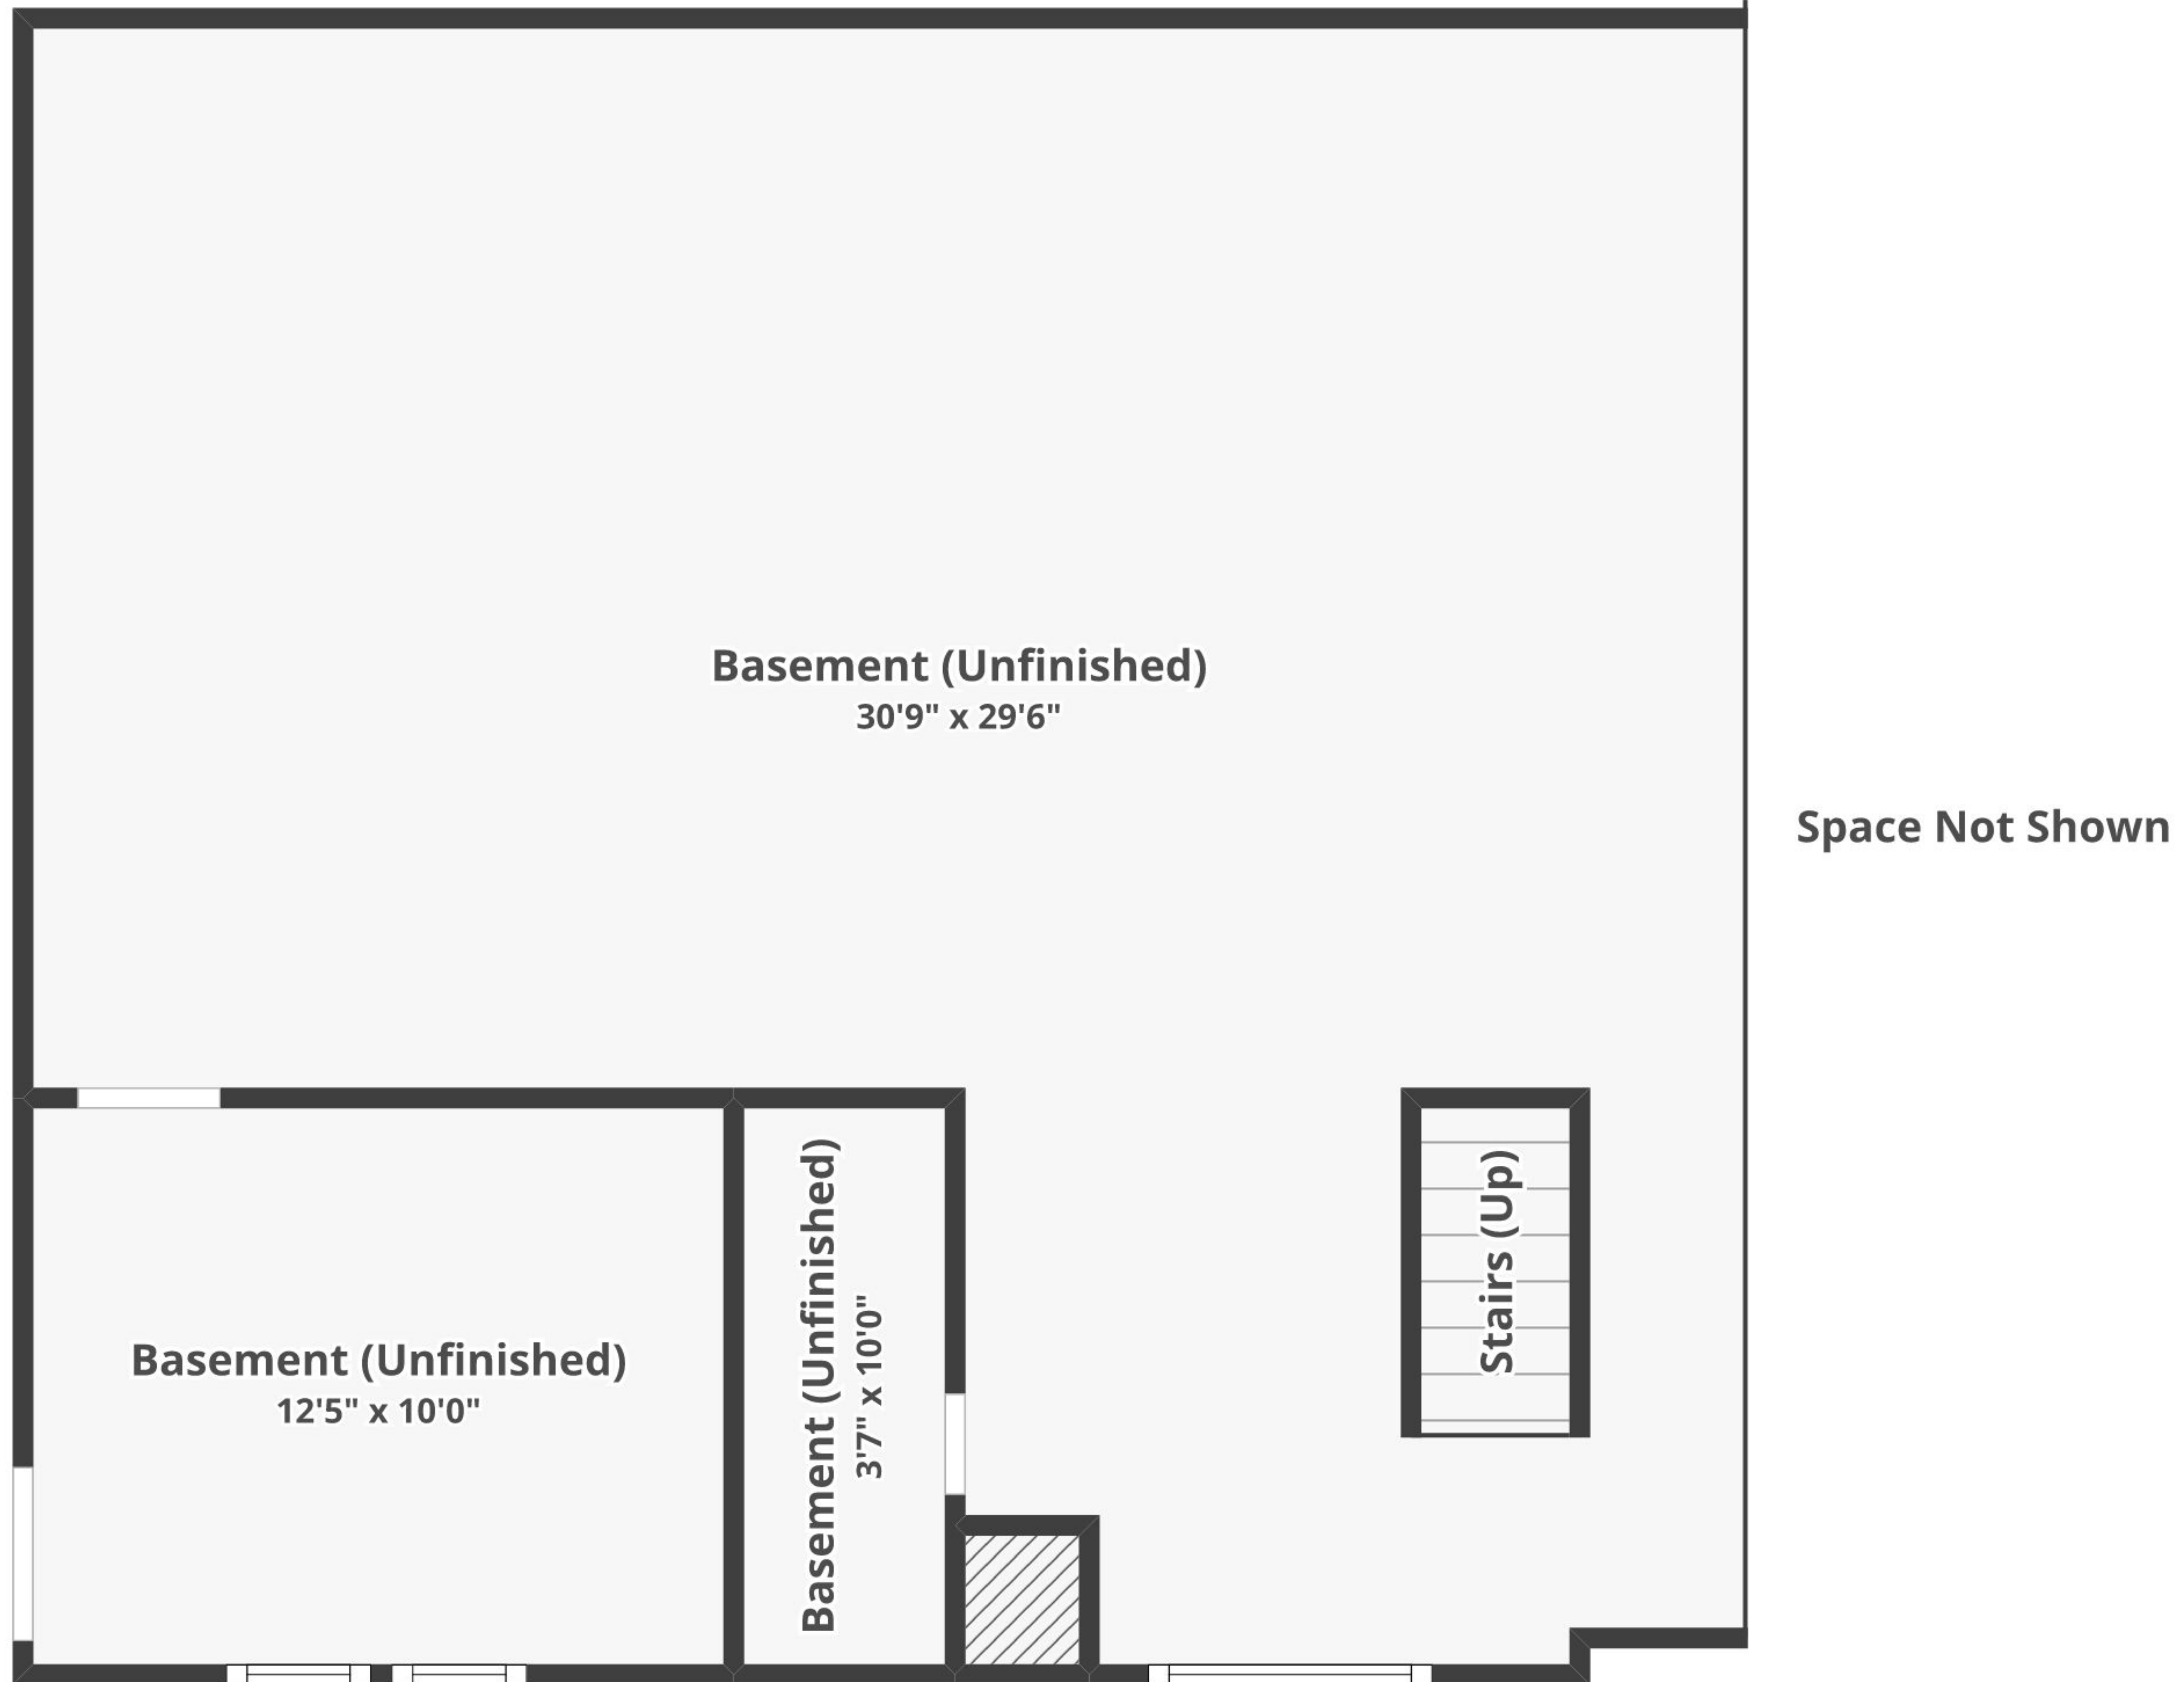 Basement (Unfinished)
30'9" x 29'6"
Space Not Shown
Basement (Unfinished)
12'5" x 10'0"
Basement (Unfinished)
3'7" x 10'0"
Stairs (Up)